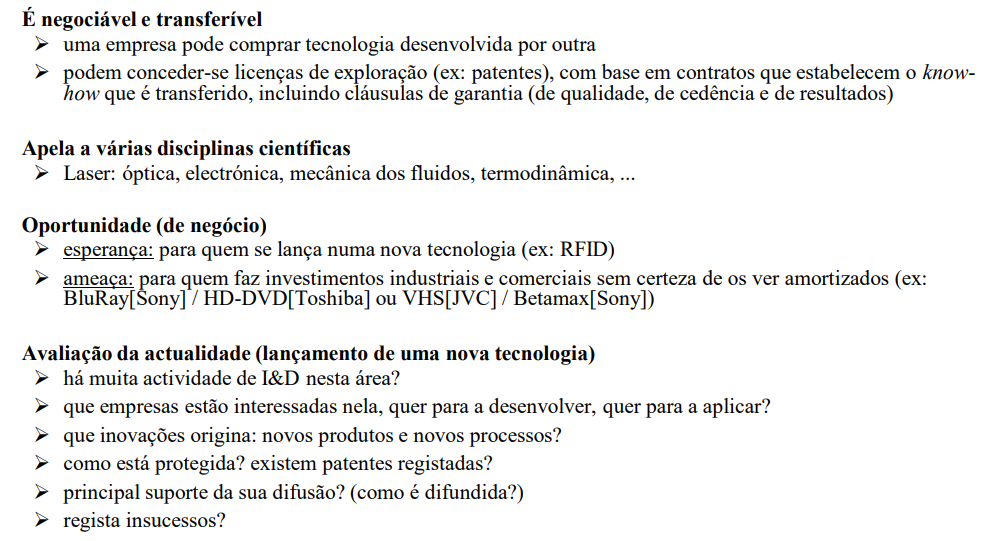 É negociável e transferível
➢ uma empresa pode comprar tecnologia desenvolvida por outra
➢ podem conceder-se licenças de exploração (ex: patentes), com base em contratos que estabelecem o know-
how que é transferido, incluindo cláusulas de garantia (de qualidade, de cedência e de resultados)
Apela a várias disciplinas científicas
➢ Laser: óptica, electrónica, mecânica dos fluidos, termodinâmica, ...
Oportunidade (de negócio)
➢ esperança: para quem se lança numa nova tecnologia (ex: RFID)
➢ ameaça: para quem faz investimentos industriais e comerciais sem certeza de os ver amortizados (ex:
BluRay[Sony] / HD-DVD[Toshiba] ou VHS[JVC] / Betamax[Sony])
Avaliação da actualidade (lançamento de uma nova tecnologia)
➢ há muita actividade de I&D nesta área?
➢ que empresas estão interessadas nela, quer para a desenvolver, quer para a aplicar?
➢ que inovações origina: novos produtos e novos processos?
➢ como está protegida? existem patentes registadas?
➢ principal suporte da sua difusão? (como é difundida?)
➢ regista insucessos?